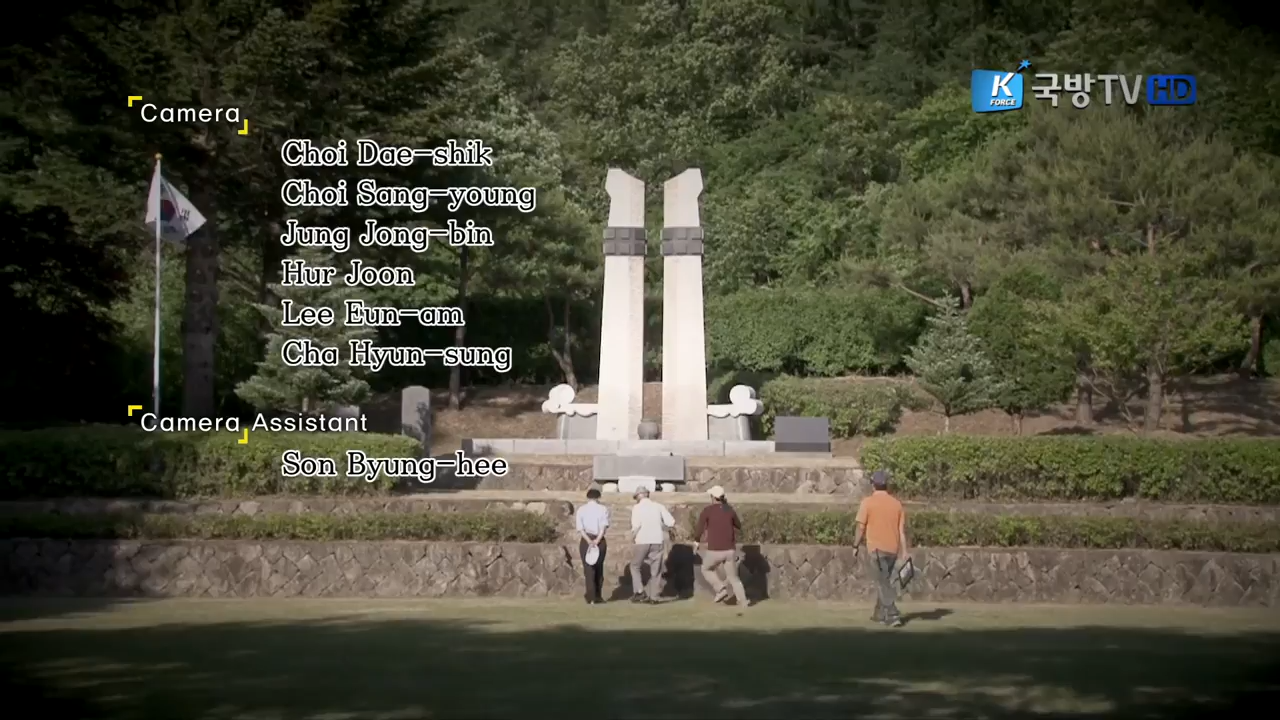 Camera
Choi Dae-shik
Choi Sang-young
Jung Jong-bin
Hur Joon
Lee Eun-am
Cha Hyun-sung
Camera Assistant
Son Byung-hee
K FORCE 국방TV HD